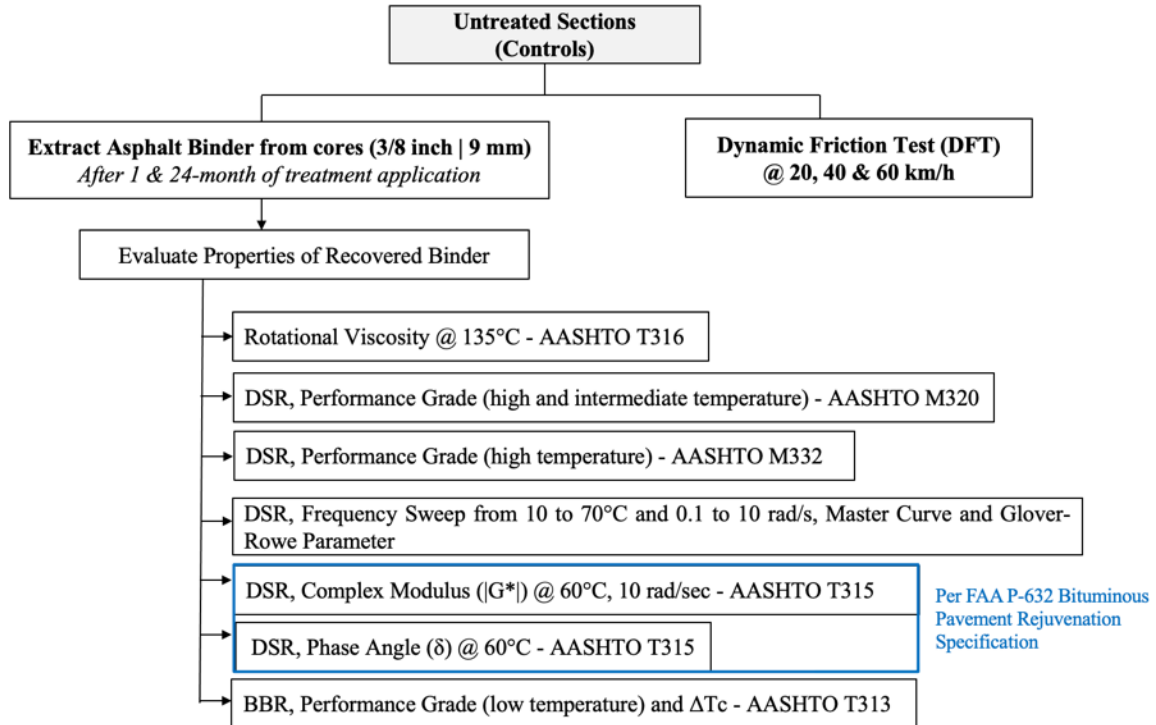 Untreated Sections
(Controls)
Extract Asphalt Binder from cores (3/8 inch | 9 mm)
After 1 & 24-month of treatment application
Dynamic Friction Test (DFT)
@ 20, 40 & 60 km/h
Evaluate Properties of Recovered Binder
Rotational Viscosity @ 135°C - AASHTO T316
DSR, Performance Grade (high and intermediate temperature) - AASHTO M320
DSR, Performance Grade (high temperature) - AASHTO M332
DSR, Frequency Sweep from 10 to 70°C and 0.1 to 10 rad/s, Master Curve and Glover-
Rowe Parameter
DSR, Complex Modulus (|G*|) @ 60°C, 10 rad/sec - AASHTO T315
DSR, Phase Angle (δ) @ 60°C - AASHTO T315
Per FAA P-632 Bituminous
Pavement Rejuvenation
Specification
BBR, Performance Grade (low temperature) and ΔTc - AASHTO T313